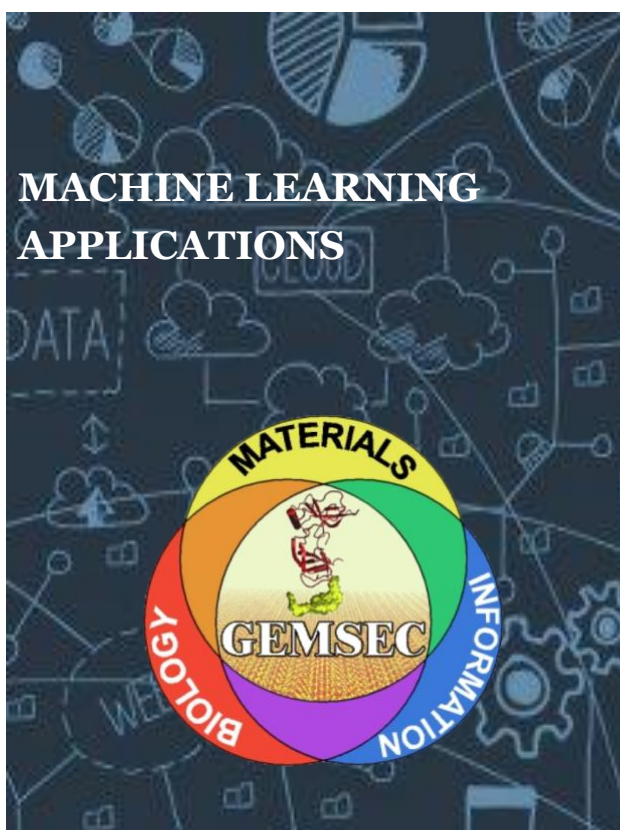 MACHINE LEARNING
APPLICATIONS
CLOUD
DATA
MATERIALS
GEMSEC
BIOLOGY
INFORMATION